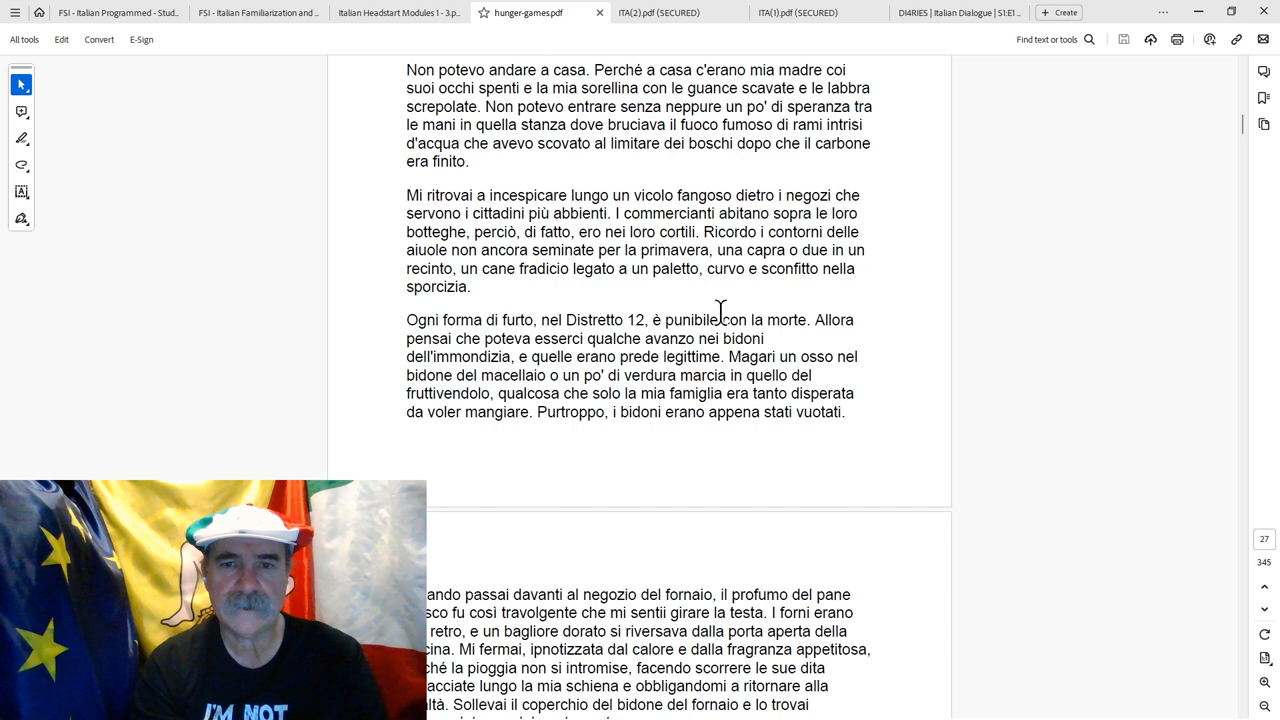 FSI - Italian Programmed - Stud...
FSI - Italian Familiarization and ...
Italian Headstart Modules 1 - 3.p...
hunger-games.pdf
ITA(2).pdf (SECURED)
ITA(1).pdf (SECURED)
DI4RIES | Italian Dialogue | S1:E1 ...
Create
All tools
Edit
Convert
E-Sign
Find text or tools
Non potevo andare a casa. Perché a casa c'erano mia madre coi
suoi occhi spenti e la mia sorellina con le guance scavate e le labbra
screpolate. Non potevo entrare senza neppure un po' di speranza tra
le mani in quella stanza dove bruciava il fuoco fumoso di rami intrisi
d'acqua che avevo scovato al limitare dei boschi dopo che il carbone
era finito.
Mi ritrovai a incespicare lungo un vicolo fangoso dietro i negozi che
servono i cittadini più abbienti. I commercianti abitano sopra le loro
botteghe, perciò, di fatto, ero nei loro cortili. Ricordo i contorni delle
aiuole non ancora seminate per la primavera, una capra o due in un
recinto, un cane fradicio legato a un paletto, curvo e sconfitto nella
sporcizia.
Ogni forma di furto, nel Distretto 12, è punibile con la morte. Allora
pensai che poteva esserci qualche avanzo nei bidoni
dell'immondizia, e quelle erano prede legittime. Magari un osso nel
bidone del macellaio o un po' di verdura marcia in quello del
fruttivendolo, qualcosa che solo la mia famiglia era tanto disperata
da voler mangiare. Purtroppo, i bidoni erano appena stati vuotati.
27
345
ando passai davanti al negozio del fornaio, il profumo del pane
sco fu così travolgente che mi sentii girare la testa. I forni erano
retro, e un bagliore dorato si riversava dalla porta aperta della
cina. Mi fermai, ipnotizzata dal calore e dalla fragranza appetitosa,
ché la pioggia non si intromise, facendo scorrere le sue dita
acciate lungo la mia schiena e obbligandomi a ritornare alla
ltà. Sollevai il coperchio del bidone del fornaio e lo trovai
I'M NOT